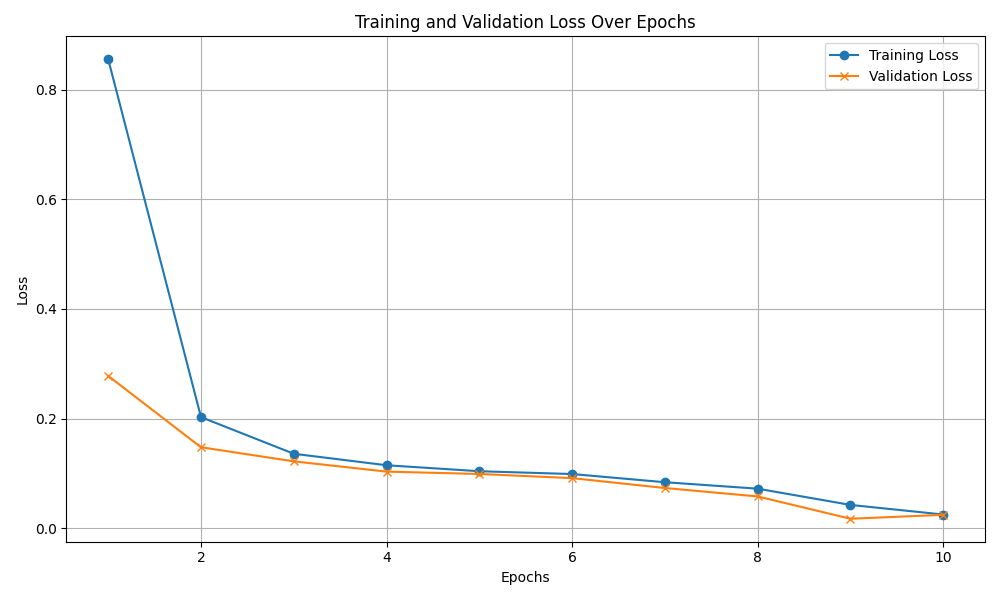 Training and Validation Loss Over Epochs
Training Loss
Validation Loss
0.8
0.6
0.4
0.2
0.0
Loss
2 4 6 8 10
Epochs